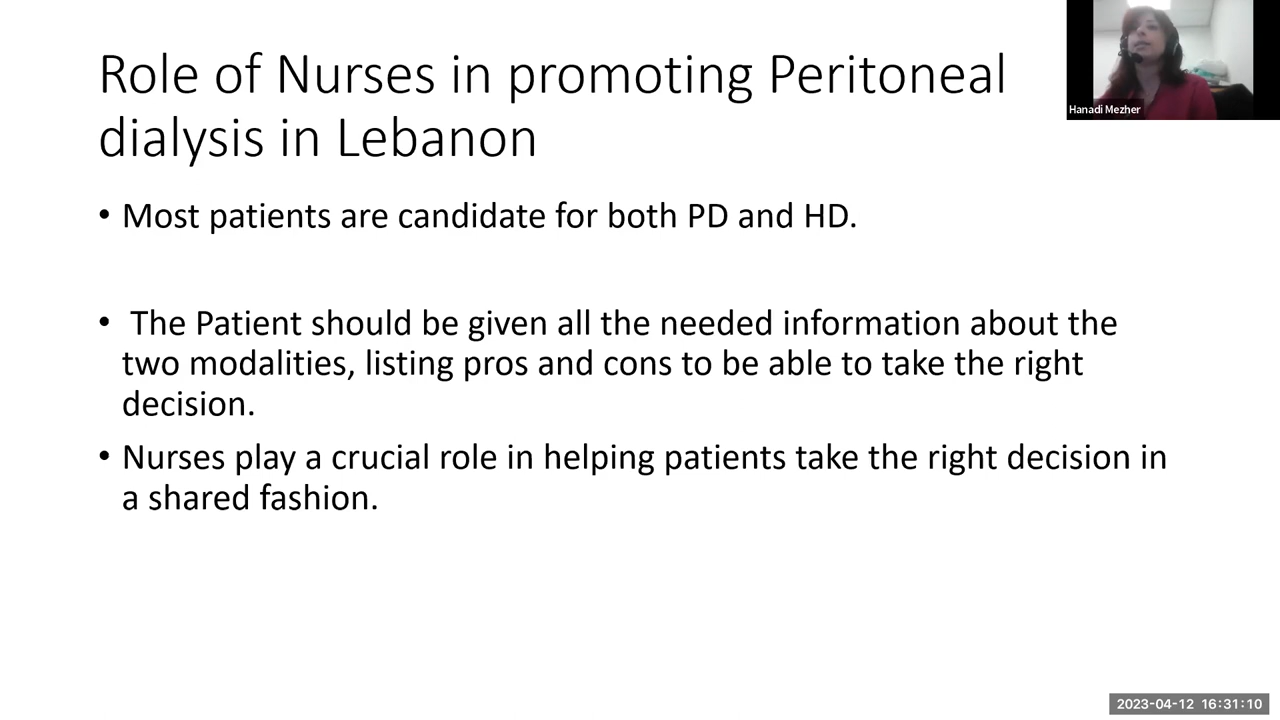 Role of Nurses in promoting Peritoneal
dialysis in Lebanon
Hanadi Mezher
• Most patients are candidate for both PD and HD.
• The Patient should be given all the needed information about the
two modalities, listing pros and cons to be able to take the right
decision.
• Nurses play a crucial role in helping patients take the right decision in
a shared fashion.
2023-04-12 16:31:10